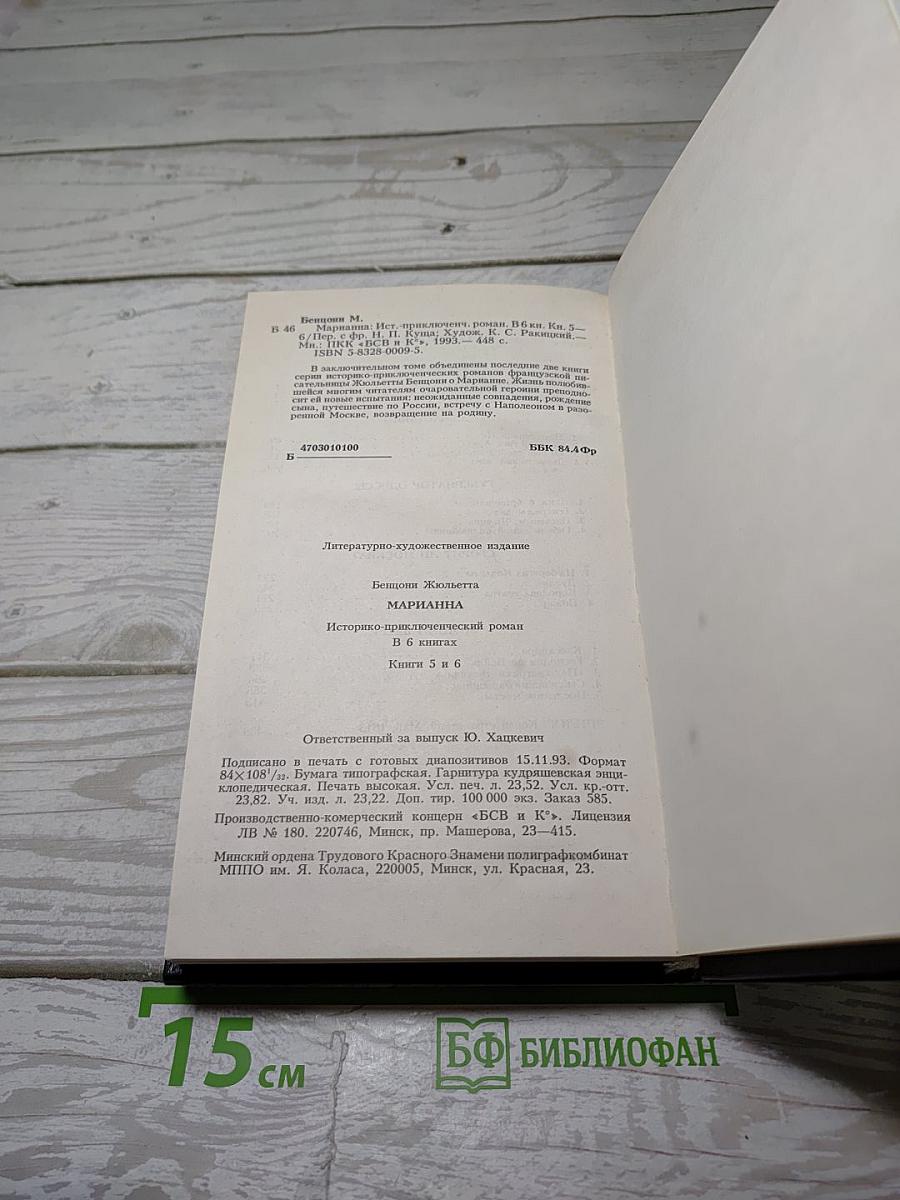 Бенцони М.
Б 46 Марианна: Ист.-приключенч. роман. В 6 кн. Кн. 5—
6/Пер. с фр. Н. П. Куща; Худож. К. С. Ракицкий.—
Мн.: ПКК «БСВ и К°», 1993.— 448 с.
ISBN 5-8328-0009-5.
В заключительном томе объединены последние две книги
серии историко-приключенческих романов французской пи-
сательницы Жюльетты Бенцони о Марианне. Жизнь полюбив-
шейся многим читателям очаровательной героини преподно-
сит ей новые испытания: неожиданные совпадения, рождение
сына, путешествие по России, встречу с Наполеоном в разо-
ренной Москве, возвращение на родину.
4703010100
Б
ББК 84.4Фр
Литературно-художественное издание
Бенцони Жюльетта
МАРИАННА
Историко-приключенческий роман
В 6 книгах
Книги 5 и 6
Ответственный за выпуск Ю. Хацкевич
Подписано в печать с готовых диапозитивов 15.11.93. Формат
84×108¹/₃₂. Бумага типографская. Гарнитура кудряшевская энци-
клопедическая. Печать высокая. Усл. печ. л. 23,52. Усл. кр.-отт.
23,82. Уч. изд. л. 23,22. Доп. тир. 100 000 экз. Заказ 585.
Производственно-комерческий концерн «БСВ и К°». Лицензия
ЛВ № 180. 220746, Минск, пр. Машерова, 23—415.
Минский ордена Трудового Красного Знамени полиграфкомбинат
МППО им. Я. Коласа, 220005, Минск, ул. Красная, 23.
15 см
БФ БИБЛИОФАН